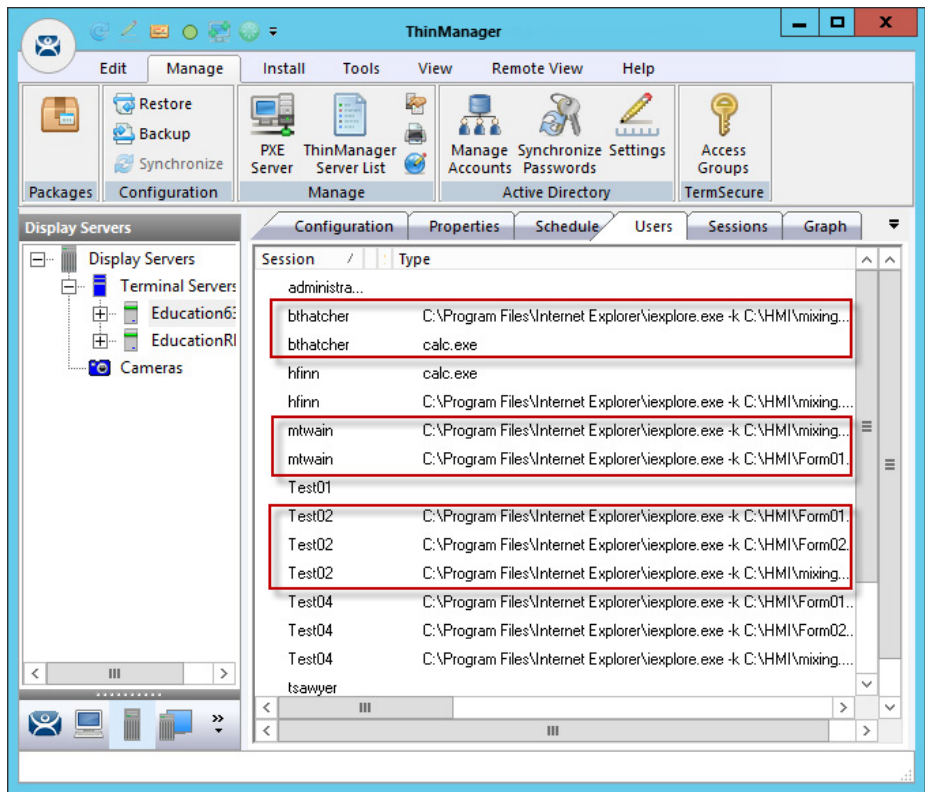 ThinManager
Edit Manage Install Tools View Remote View Help
Restore
Backup
Synchronize
PXE Server
ThinManager Server List
Manage Accounts
Synchronize Passwords
Settings
Access Groups
Packages Configuration Manage Active Directory TermSecure
Display Servers
Configuration Properties Schedule Users Sessions Graph
Display Servers
Terminal Servers
Education63
EducationRI
Cameras
Session / Type
administra...
bthatcher C:\Program Files\Internet Explorer\iexplore.exe -k C:\HMI\mixing....
bthatcher calc.exe
hfinn calc.exe
hfinn C:\Program Files\Internet Explorer\iexplore.exe -k C:\HMI\mixing....
mtwain C:\Program Files\Internet Explorer\iexplore.exe -k C:\HMI\mixing....
mtwain C:\Program Files\Internet Explorer\iexplore.exe -k C:\HMI\Form01.
Test01
Test02 C:\Program Files\Internet Explorer\iexplore.exe -k C:\HMI\Form01.
Test02 C:\Program Files\Internet Explorer\iexplore.exe -k C:\HMI\Form02.
Test02 C:\Program Files\Internet Explorer\iexplore.exe -k C:\HMI\mixing....
Test04 C:\Program Files\Internet Explorer\iexplore.exe -k C:\HMI\Form01..
Test04 C:\Program Files\Internet Explorer\iexplore.exe -k C:\HMI\Form02..
Test04 C:\Program Files\Internet Explorer\iexplore.exe -k C:\HMI\mixing....
tsawyer